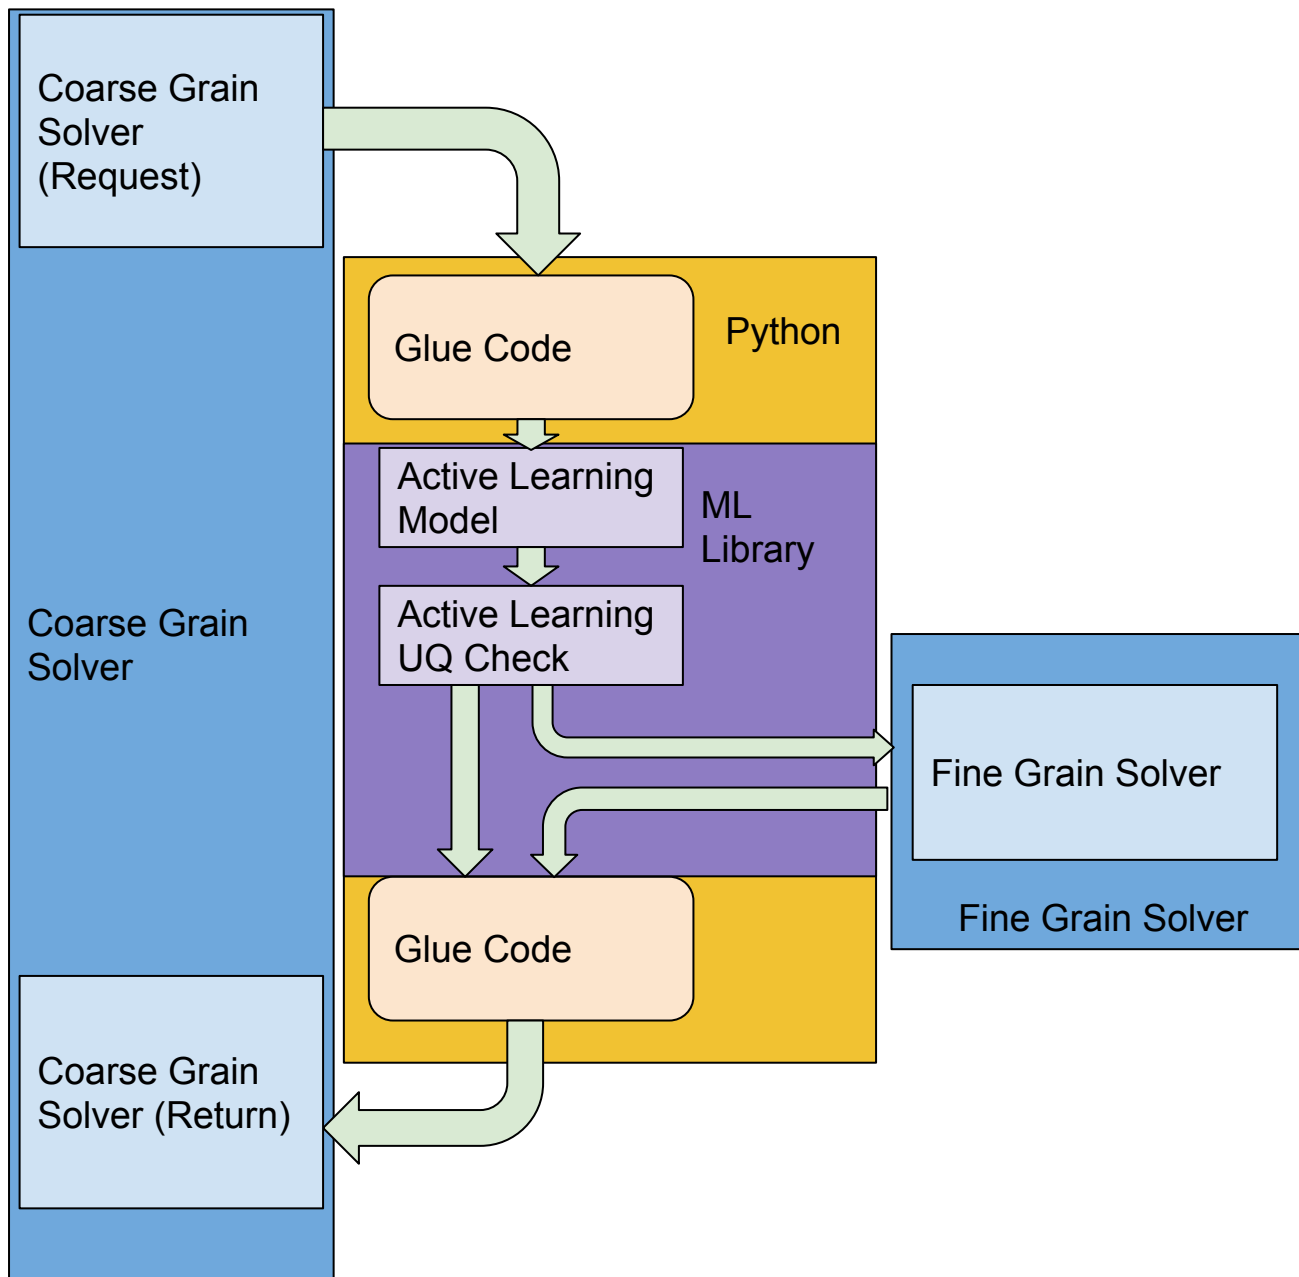 Coarse Grain
Solver
(Request)
Glue Code
Python
Active Learning
Model
ML
Library
Active Learning
UQ Check
Coarse Grain
Solver
Fine Grain Solver
Fine Grain Solver
Glue Code
Coarse Grain
Solver (Return)